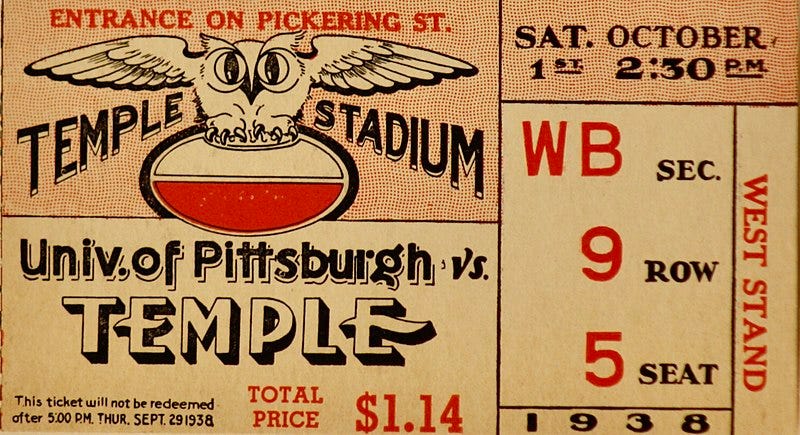 ENTRANCE ON PICKERING ST.
TEMPLE STADIUM
Univ. of Pittsburgh vs.
TEMPLE
This ticket will not be redeemed
after 5:00 P.M. THUR. SEPT. 29 1938
TOTAL
PRICE
$1.14
SAT. OCTOBER
1ST. 2:30 P.M.
WB SEC.
9 ROW
5 SEAT
1938
WEST STAND